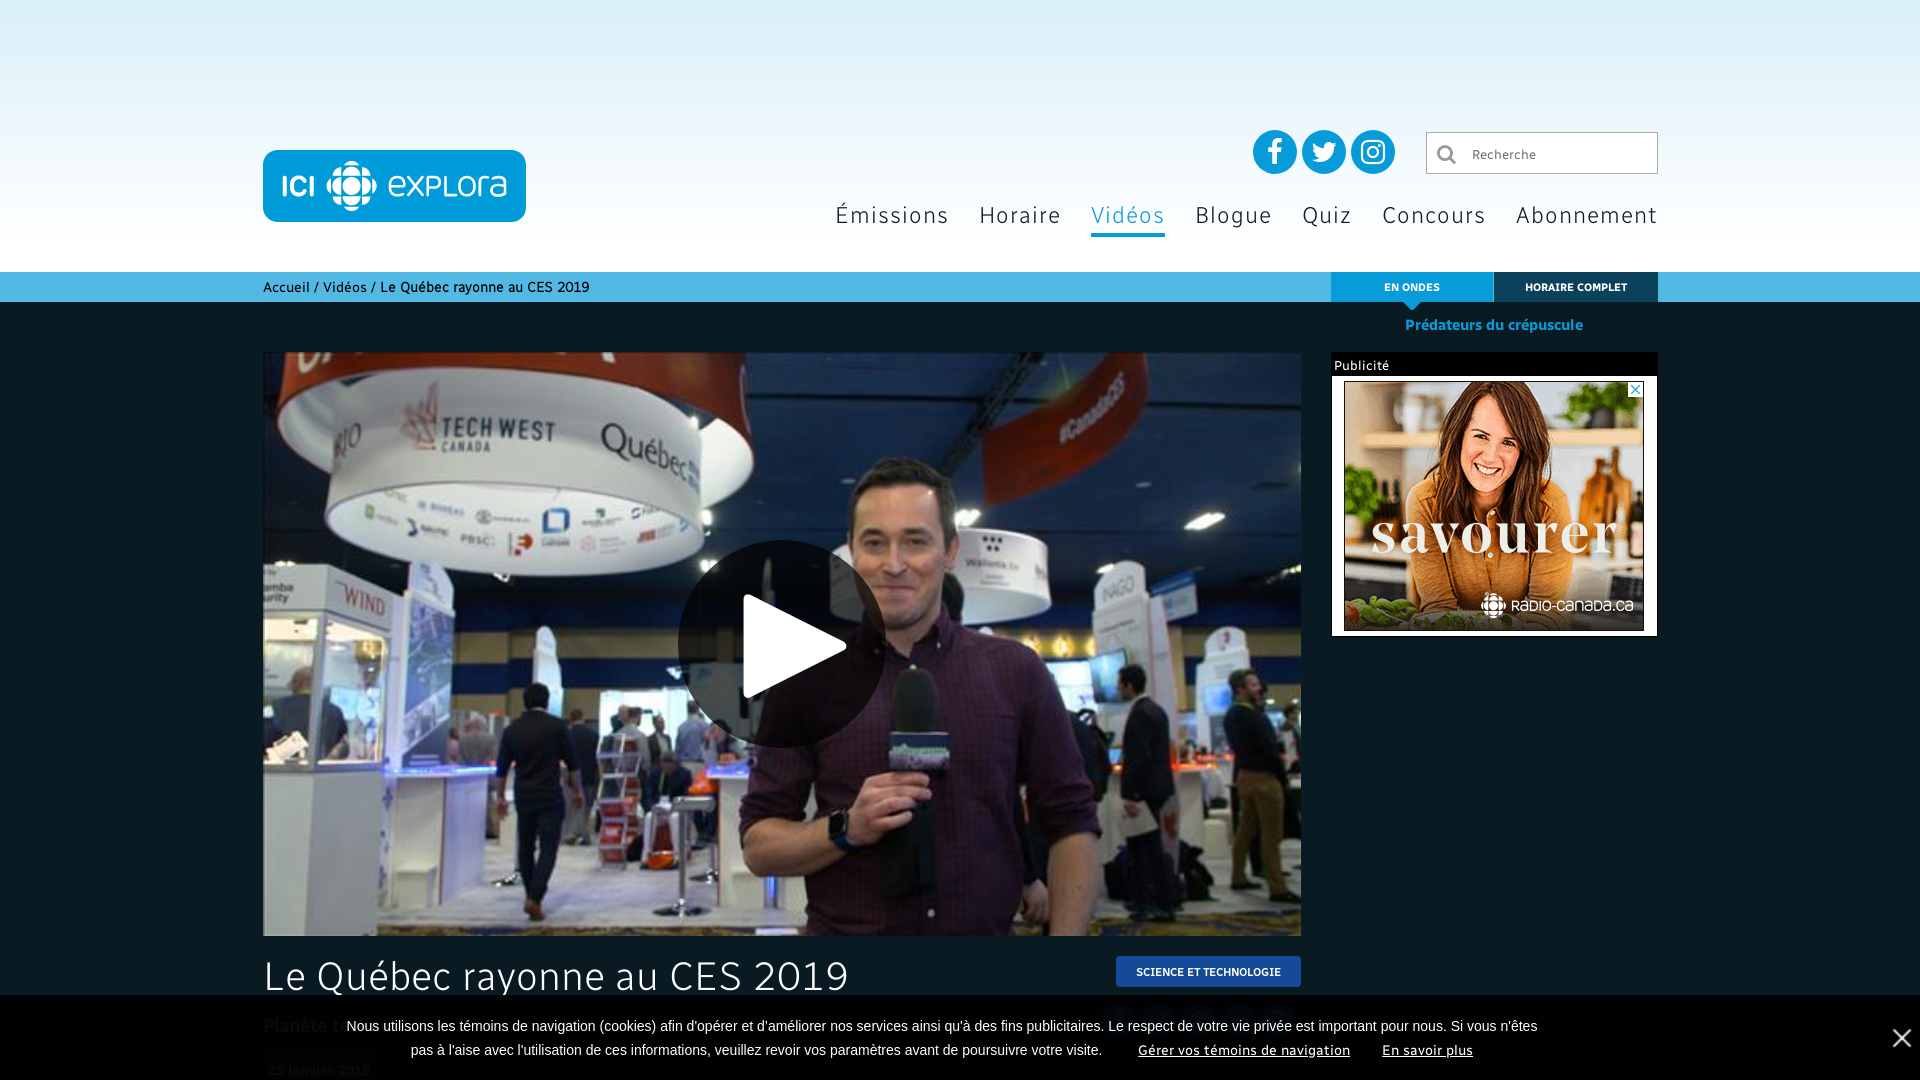 ICI explora
Recherche
Émissions Horaire Vidéos Blogue Quiz Concours Abonnement
Accueil / Vidéos / Le Québec rayonne au CES 2019
EN ONDES HORAIRE COMPLET
Prédateurs du crépuscule
Publicité
savourer
RADIO-CANADA.CA
TECH WEST
CANADA
Québec
#CanadaCES
WIND
INAGO
Le Québec rayonne au CES 2019
SCIENCE ET TECHNOLOGIE
Nous utilisons les témoins de navigation (cookies) afin d'opérer et d’améliorer nos services ainsi qu'à des fins publicitaires. Le respect de votre vie privée est important pour nous. Si vous n'êtes
pas à l'aise avec l'utilisation de ces informations, veuillez revoir vos paramètres avant de poursuivre votre visite. Gérer vos témoins de navigation En savoir plus
25 janvier 2019